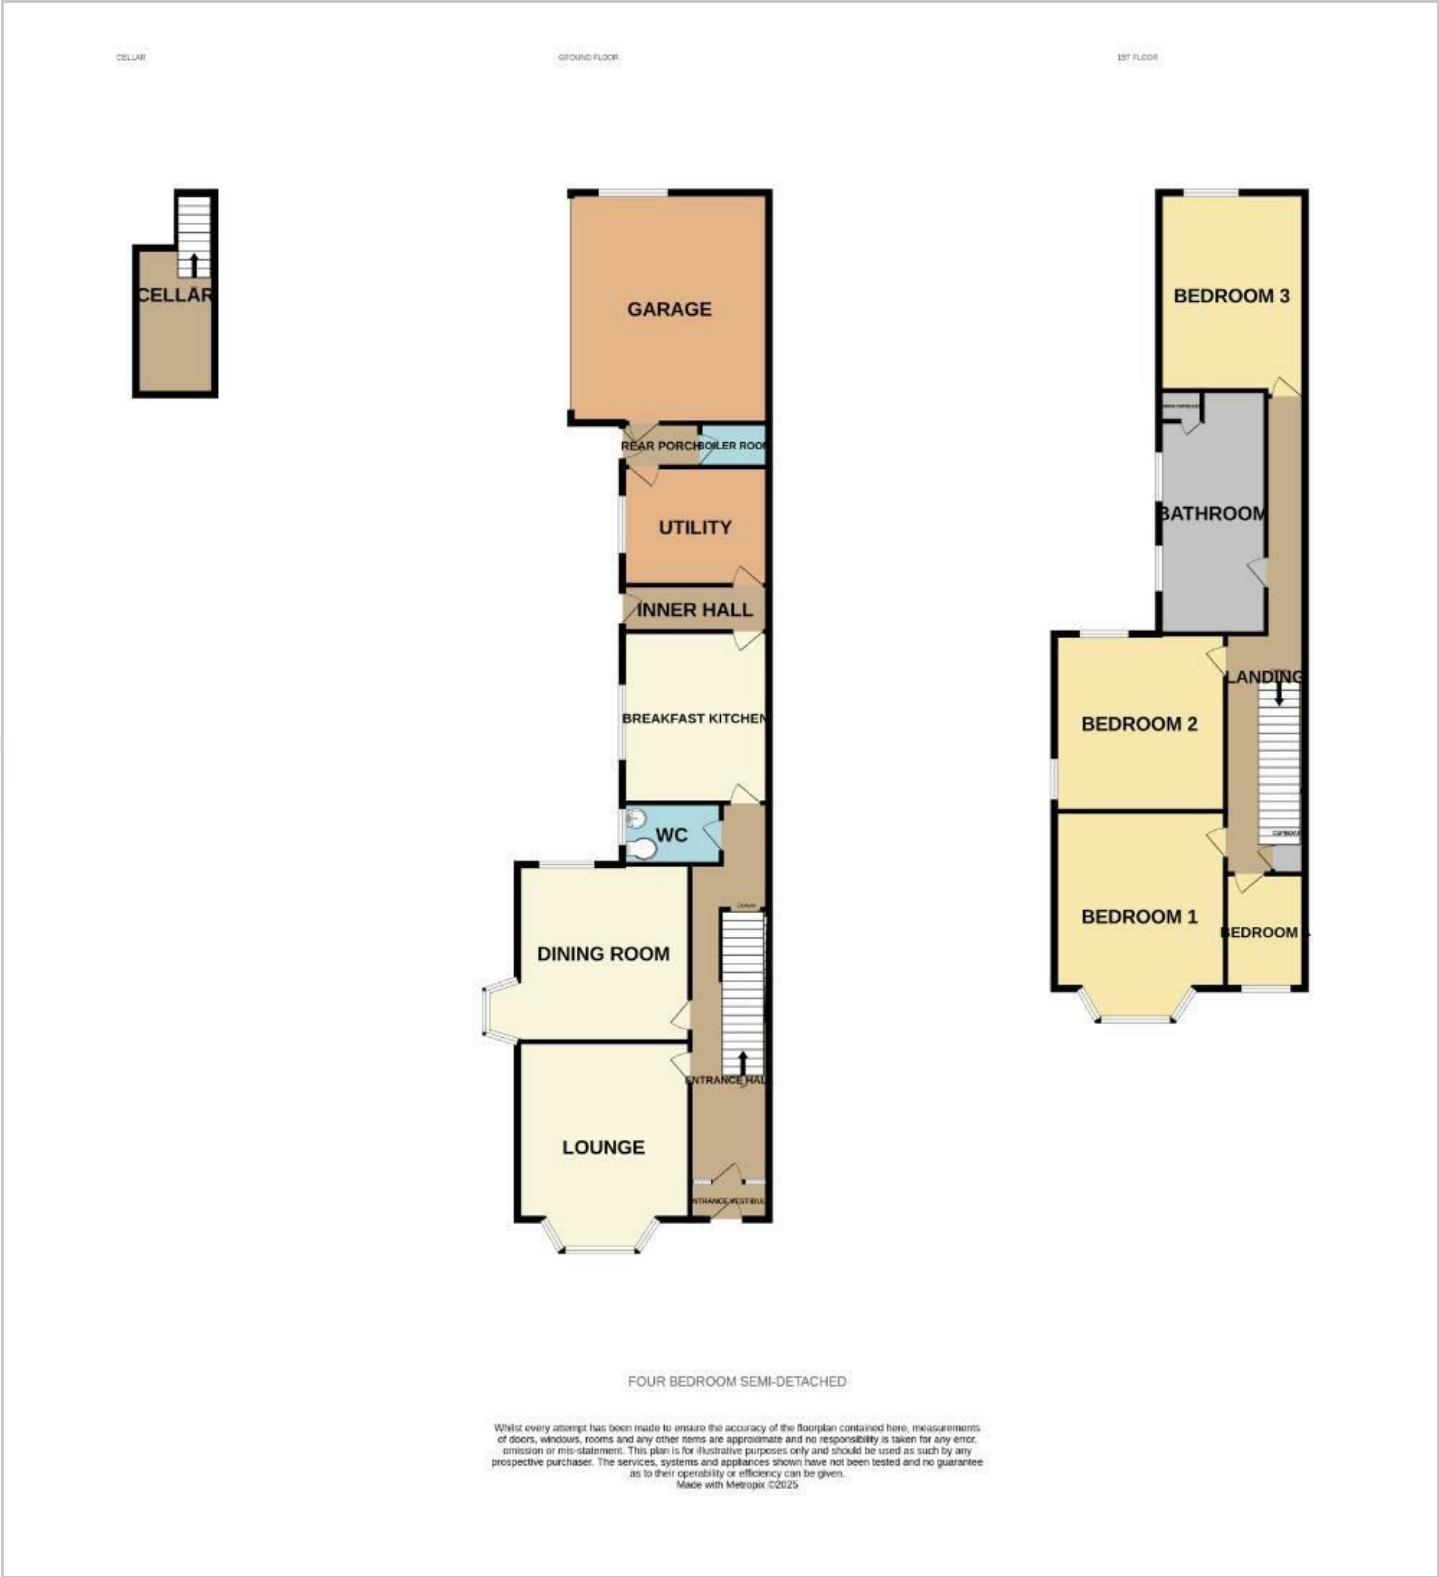 CELLAR
GROUND FLOOR
1ST FLOOR
CELLAR
GARAGE
REAR PORCH
BOILER ROOM
UTILITY
INNER HALL
BREAKFAST KITCHEN
WC
DINING ROOM
DOWN
ENTRANCE HALL
LOUNGE
ENTRANCE VESTIBULE
BEDROOM 3
BATHROOM
LANDING
BEDROOM 2
CUPBOARD
BEDROOM 1
BEDROOM
FOUR BEDROOM SEMI-DETACHED
Whilst every attempt has been made to ensure the accuracy of the floorplan contained here, measurements
of doors, windows, rooms and any other items are approximate and no responsibility is taken for any error,
omission or mis-statement. This plan is for illustrative purposes only and should be used as such by any
prospective purchaser. The services, systems and appliances shown have not been tested and no guarantee
as to their operability or efficiency can be given.
Made with Metropix ©2025